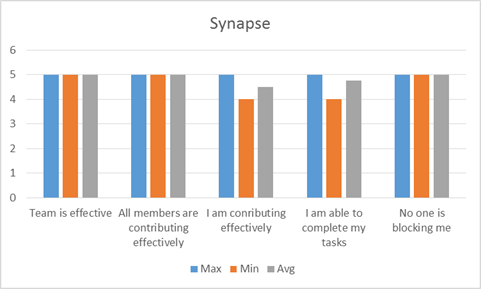 Synapse
6
5
4
3
2
1
0
Team is effective
All members are
contributing
effectively
I am conributing
effectively
I am able to
complete my
tasks
No one is
blocking me
Max Min Avg